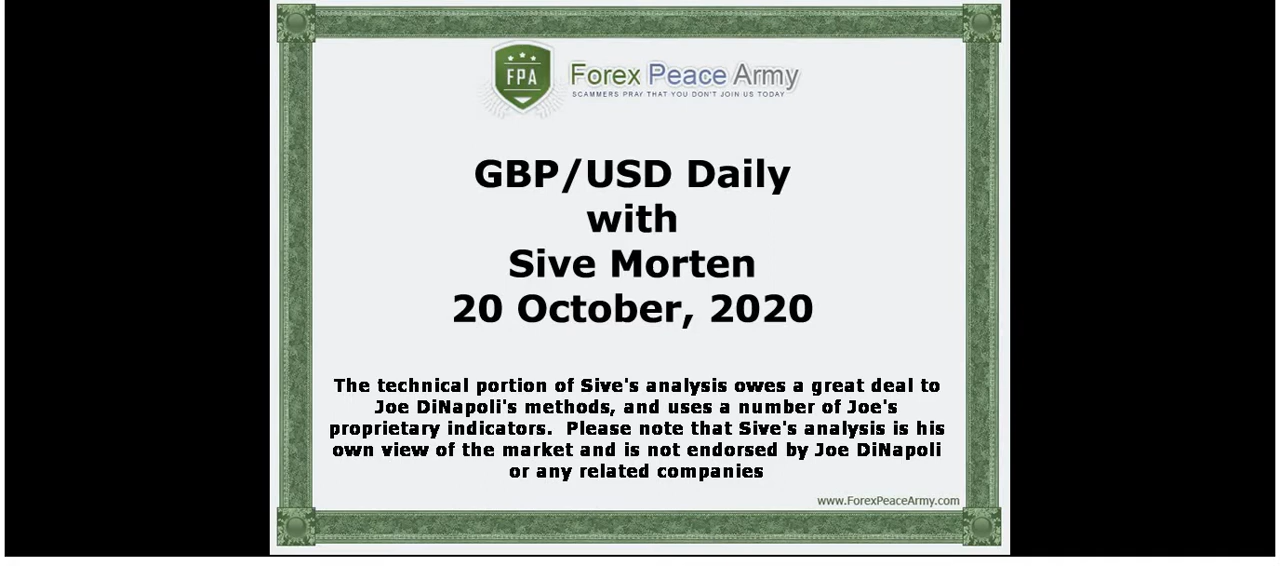 FPA
Forex Peace Army
SCAMMERS PRAY THAT YOU DON'T JOIN US TODAY
GBP/USD Daily
with
Sive Morten
20 October, 2020
The technical portion of Sive's analysis owes a great deal to
Joe DiNapoli's methods, and uses a number of Joe's
proprietary indicators.  Please note that Sive's analysis is his
own view of the market and is not endorsed by Joe DiNapoli
or any related companies
www.ForexPeaceArmy.com